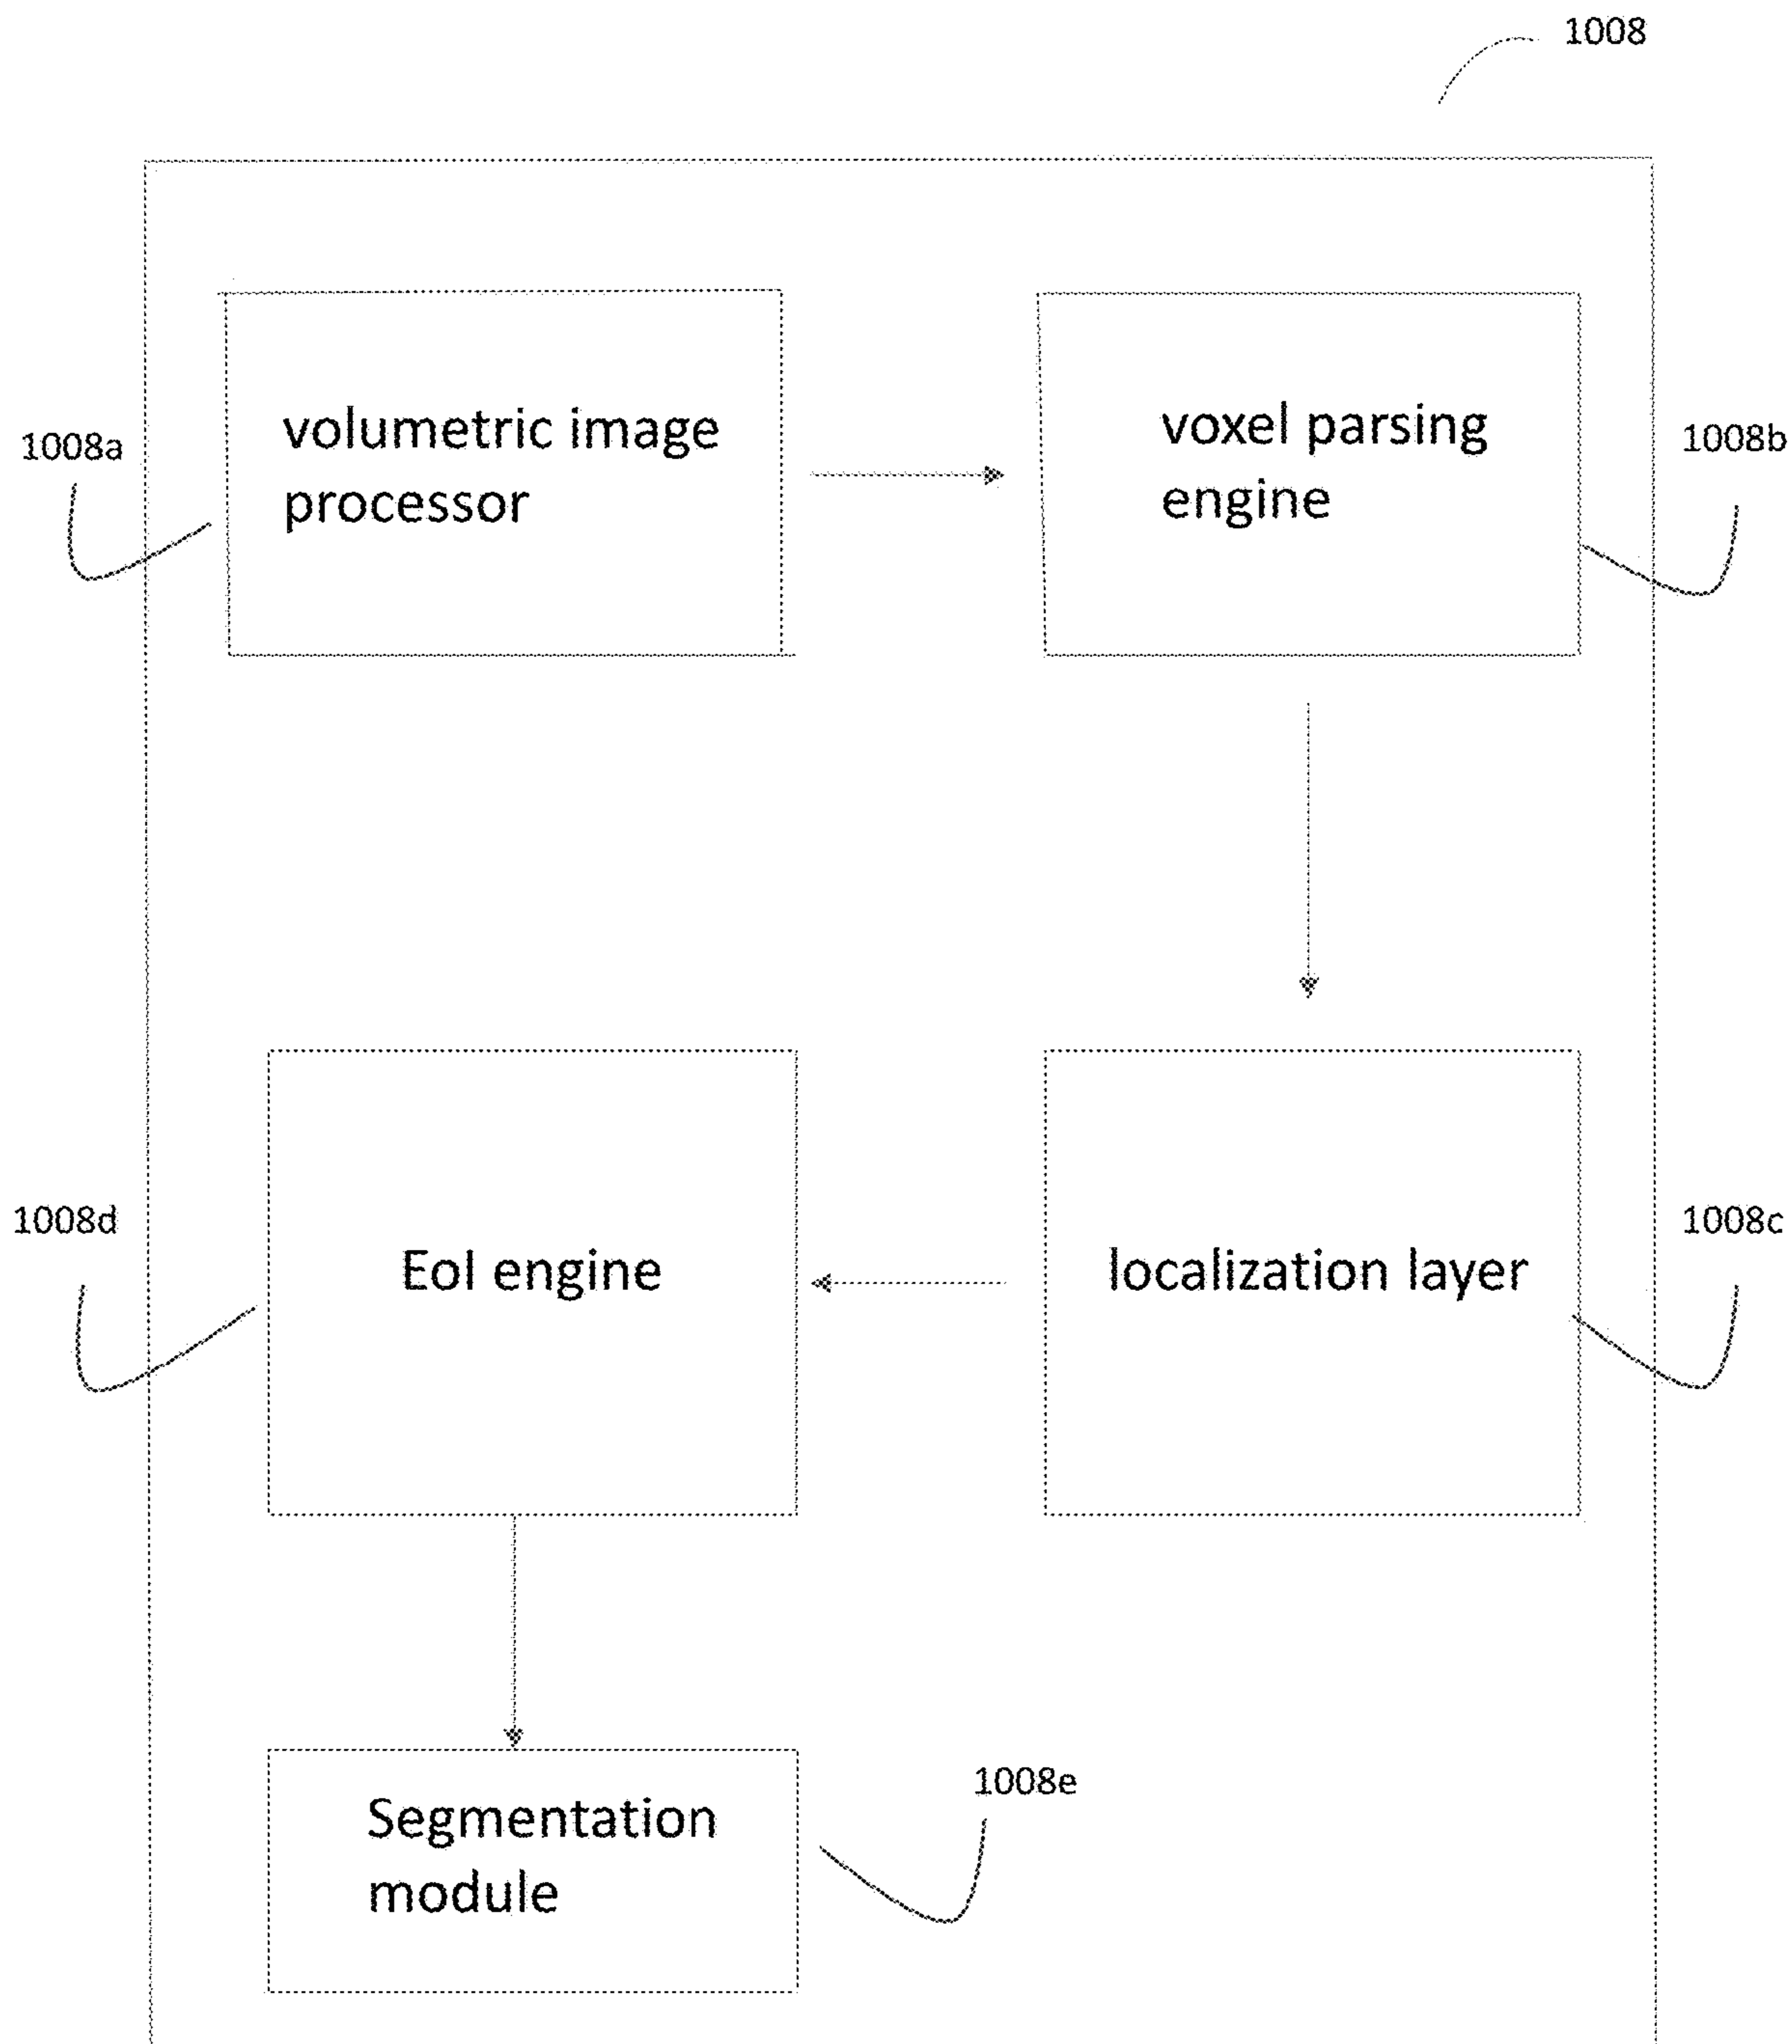 1008
volumetric image
processor
1008a
voxel parsing
engine
1008b
EoI engine
1008d
localization layer
1008c
Segmentation
module
1008e